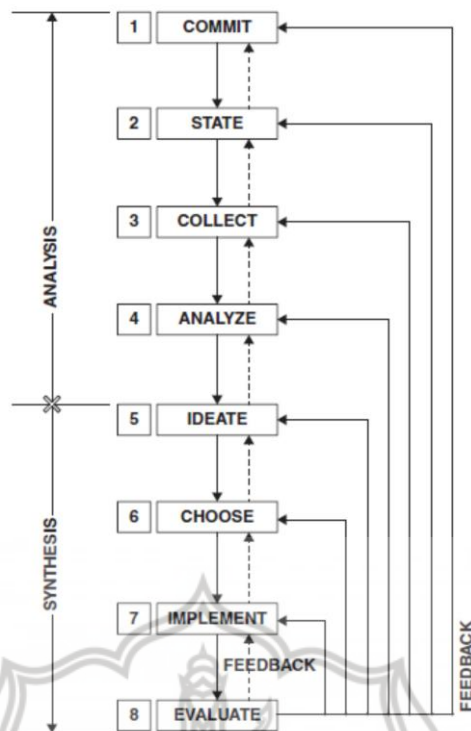 1 COMMIT
2 STATE
3 COLLECT
4 ANALYZE
ANALYSIS
5 IDEATE
6 CHOOSE
SYNTHESIS
7 IMPLEMENT
FEEDBACK
8 EVALUATE
FEEDBACK